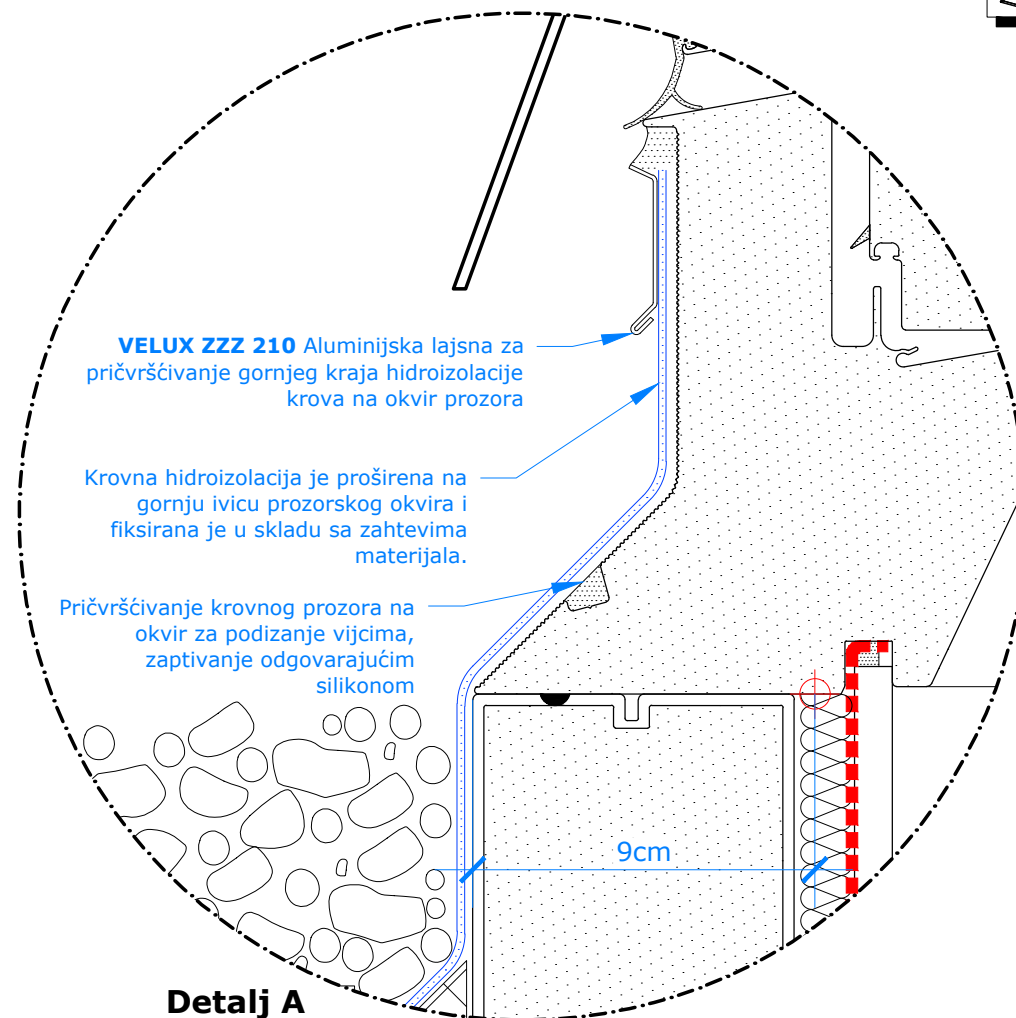 VELUX ZZZ 210 Aluminijska lajsna za
pričvršćivanje gornjeg kraja hidroizolacije
krova na okvir prozora
Krovna hidroizolacija je proširena na
gornju ivicu prozorskog okvira i
fiksirana je u skladu sa zahtevima
materijala.
Pričvršćivanje krovnog prozora na
okvir za podizanje vijcima,
zaptivanje odgovarajućim
silikonom
9cm
Detalj A